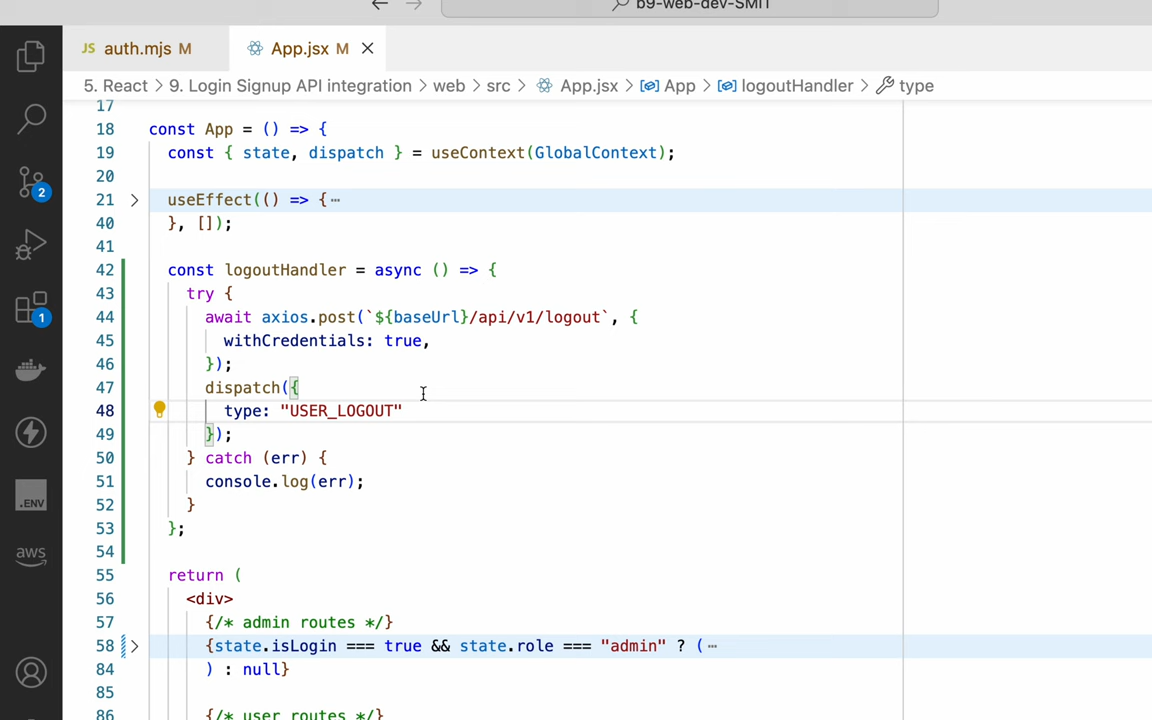 b9-web-dev-SMIT
JS auth.mjs M
App.jsx M
5. React > 9. Login Signup API integration > web > src > App.jsx > App > logoutHandler > type
17
18 const App = () => {
19 const { state, dispatch } = useContext(GlobalContext);
20
21 useEffect(() => {⋯
40 }, []);
41
42 const logoutHandler = async () => {
43 try {
44 await axios.post(`${baseUrl}/api/v1/logout`, {
45 withCredentials: true,
46 });
47 dispatch({
48 type: "USER_LOGOUT"
49 });
50 } catch (err) {
51 console.log(err);
52 }
53 };
54
55 return (
56 <div>
57 {/* admin routes */}
58 {state.isLogin === true && state.role === "admin" ? (⋯
84 ) : null}
85
86 {/* user routes */}
2
1
.ENV
aws